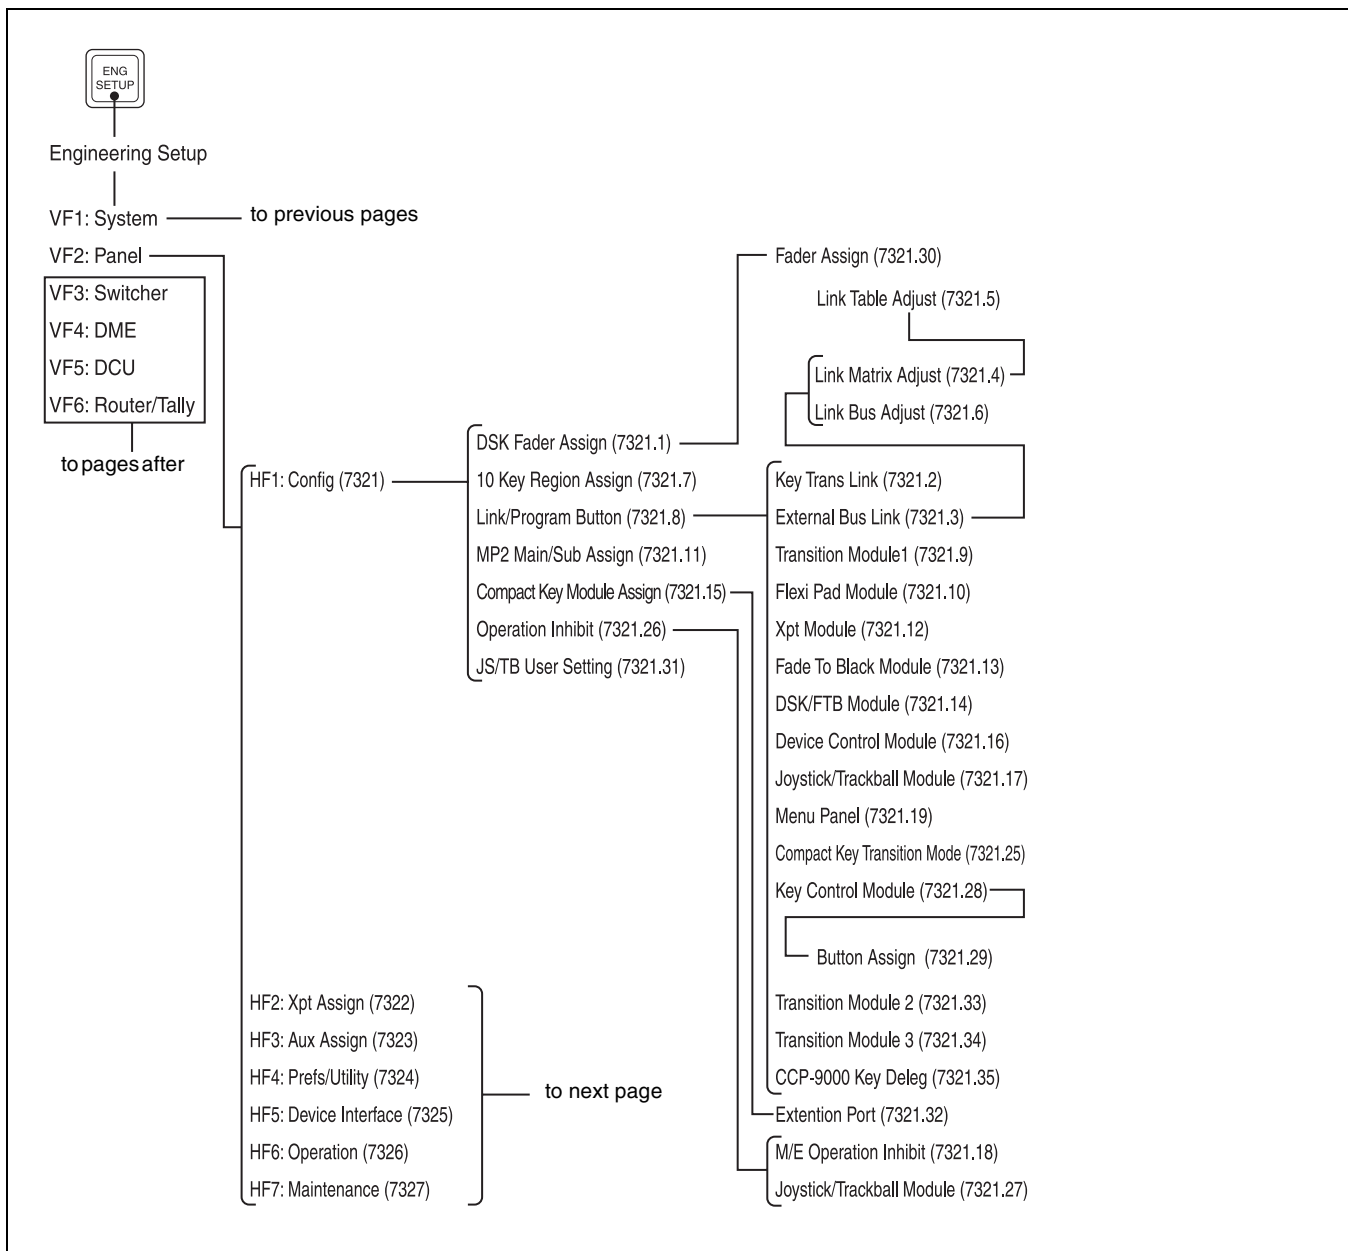 ENG
SETUP
Engineering Setup
VF1: System
to previous pages
VF2: Panel
VF3: Switcher
VF4: DME
VF5: DCU
VF6: Router/Tally
to pages after
HF1: Config (7321)
DSK Fader Assign (7321.1)
10 Key Region Assign (7321.7)
Link/Program Button (7321.8)
MP2 Main/Sub Assign (7321.11)
Compact Key Module Assign (7321.15)
Operation Inhibit (7321.26)
JS/TB User Setting (7321.31)
Fader Assign (7321.30)
Link Table Adjust (7321.5)
Link Matrix Adjust (7321.4)
Link Bus Adjust (7321.6)
Key Trans Link (7321.2)
External Bus Link (7321.3)
Transition Module1 (7321.9)
Flexi Pad Module (7321.10)
Xpt Module (7321.12)
Fade To Black Module (7321.13)
DSK/FTB Module (7321.14)
Device Control Module (7321.16)
Joystick/Trackball Module (7321.17)
Menu Panel (7321.19)
Compact Key Transition Mode (7321.25)
Key Control Module (7321.28)
Button Assign (7321.29)
Transition Module 2 (7321.33)
Transition Module 3 (7321.34)
CCP-9000 Key Deleg (7321.35)
Extention Port (7321.32)
M/E Operation Inhibit (7321.18)
Joystick/Trackball Module (7321.27)
HF2: Xpt Assign (7322)
HF3: Aux Assign (7323)
HF4: Prefs/Utility (7324)
HF5: Device Interface (7325)
HF6: Operation (7326)
HF7: Maintenance (7327)
to next page